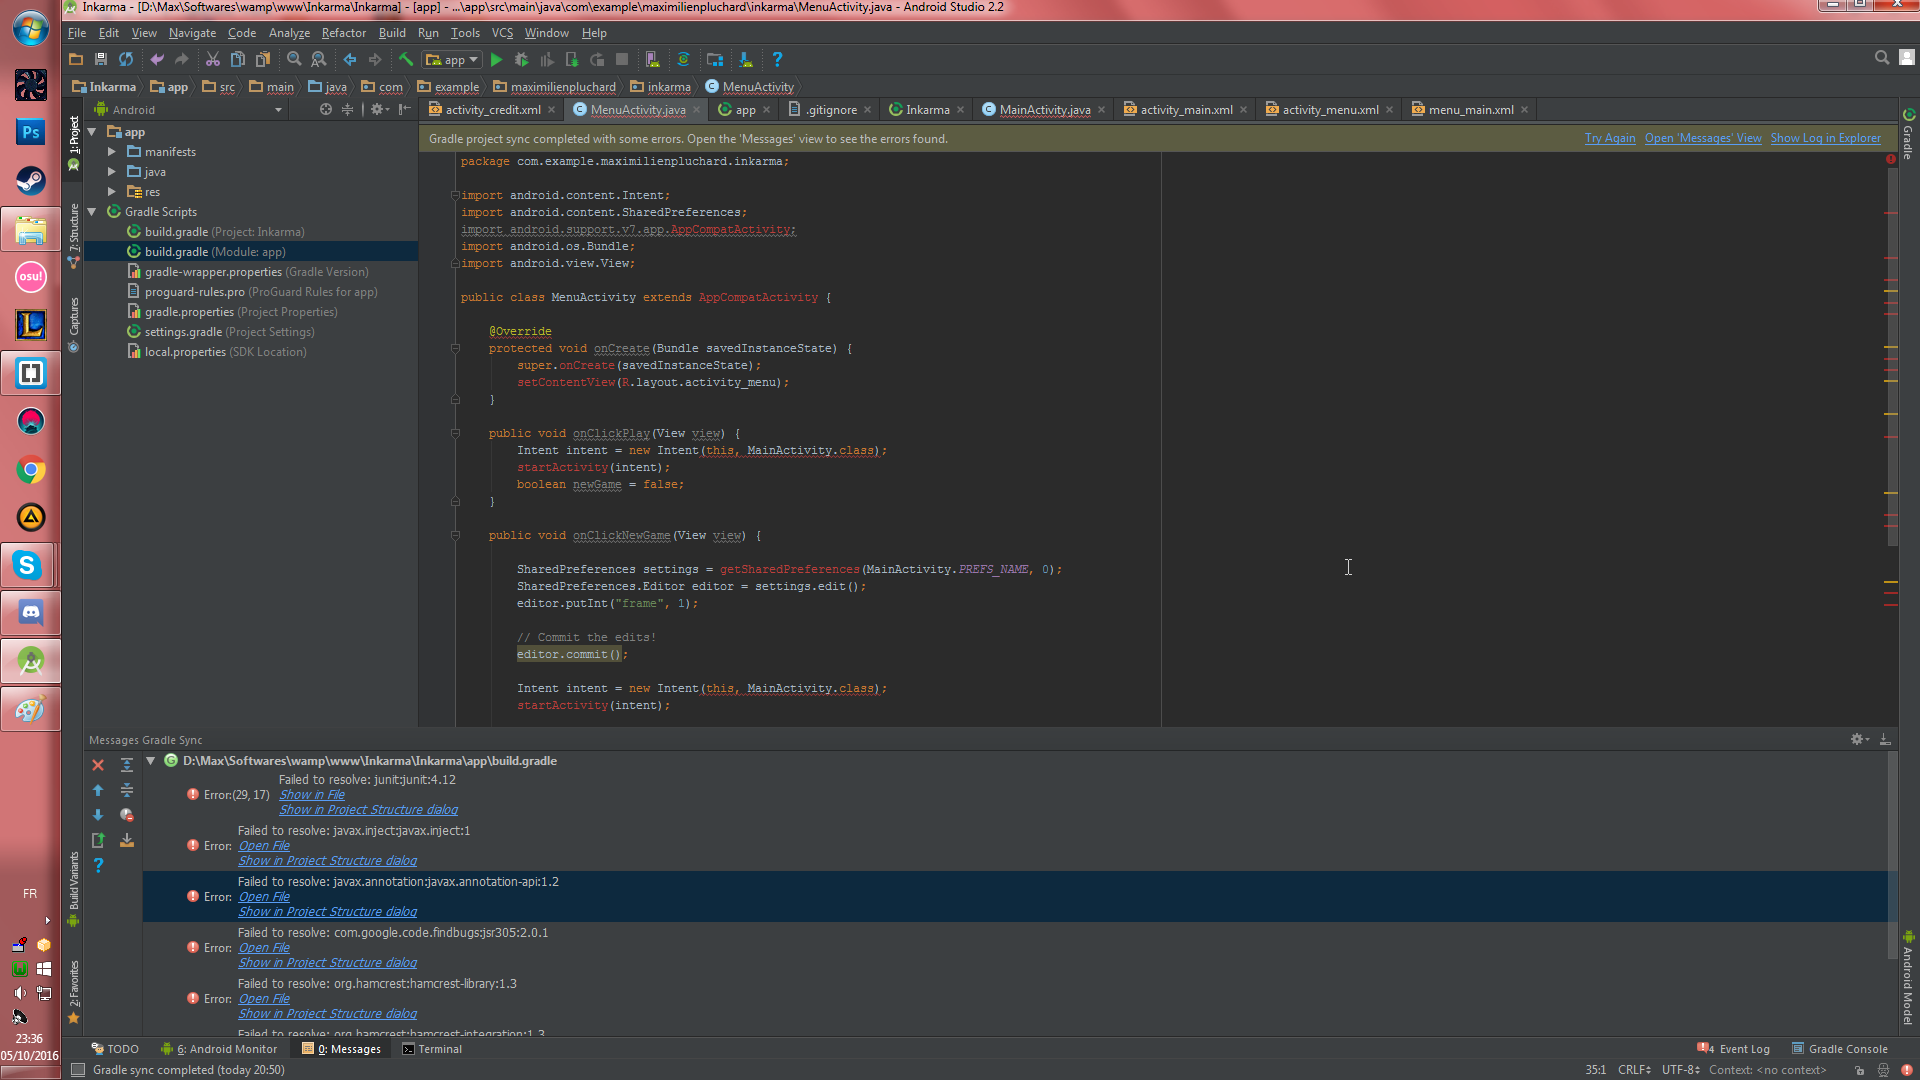 Inkarma - [D:\Max\Softwares\wamp\www\Inkarma\Inkarma] - [app] - ...\app\src\main\java\com\example\maximilienpluchard\inkarma\MenuActivity.java - Android Studio 2.2
File Edit View Navigate Code Analyze Refactor Build Run Tools VCS Window Help
app
Inkarma app src main java com example maximilienpluchard inkarma MenuActivity
Android
activity_credit.xml MenuActivity.java app .gitignore Inkarma MainActivity.java activity_main.xml activity_menu.xml menu_main.xml
Gradle project sync completed with some errors. Open the 'Messages' view to see the errors found. Try Again Open 'Messages' View Show Log in Explorer
1: Project
7: Structure
Captures
Build Variants
2: Favorites
app
manifests
java
res
Gradle Scripts
build.gradle (Project: Inkarma)
build.gradle (Module: app)
gradle-wrapper.properties (Gradle Version)
proguard-rules.pro (ProGuard Rules for app)
gradle.properties (Project Properties)
settings.gradle (Project Settings)
local.properties (SDK Location)
package com.example.maximilienpluchard.inkarma;
import android.content.Intent;
import android.content.SharedPreferences;
import android.support.v7.app.AppCompatActivity;
import android.os.Bundle;
import android.view.View;
public class MenuActivity extends AppCompatActivity {
@Override
protected void onCreate(Bundle savedInstanceState) {
super.onCreate(savedInstanceState);
setContentView(R.layout.activity_menu);
}
public void onClickPlay(View view) {
Intent intent = new Intent(this, MainActivity.class);
startActivity(intent);
boolean newGame = false;
}
public void onClickNewGame(View view) {
SharedPreferences settings = getSharedPreferences(MainActivity.PREFS_NAME, 0);
SharedPreferences.Editor editor = settings.edit();
editor.putInt("frame", 1);
// Commit the edits!
editor.commit();
Intent intent = new Intent(this, MainActivity.class);
startActivity(intent);
Gradle
Android Model
Messages Gradle Sync
D:\Max\Softwares\wamp\www\Inkarma\Inkarma\app\build.gradle
Failed to resolve: junit:junit:4.12
Error:(29, 17) Show in File
Show in Project Structure dialog
Failed to resolve: javax.inject:javax.inject:1
Error: Open File
Show in Project Structure dialog
Failed to resolve: javax.annotation:javax.annotation-api:1.2
Error: Open File
Show in Project Structure dialog
Failed to resolve: com.google.code.findbugs:jsr305:2.0.1
Error: Open File
Show in Project Structure dialog
Failed to resolve: org.hamcrest:hamcrest-library:1.3
Error: Open File
Show in Project Structure dialog
Failed to resolve: org.hamcrest:hamcrest-integration:1.3
TODO 6: Android Monitor 0: Messages Terminal 4 Event Log Gradle Console
Gradle sync completed (today 20:50) 35:1 CRLF UTF-8 Context: <no context>
Ps
osu!
L
FR
23:36
05/10/2016